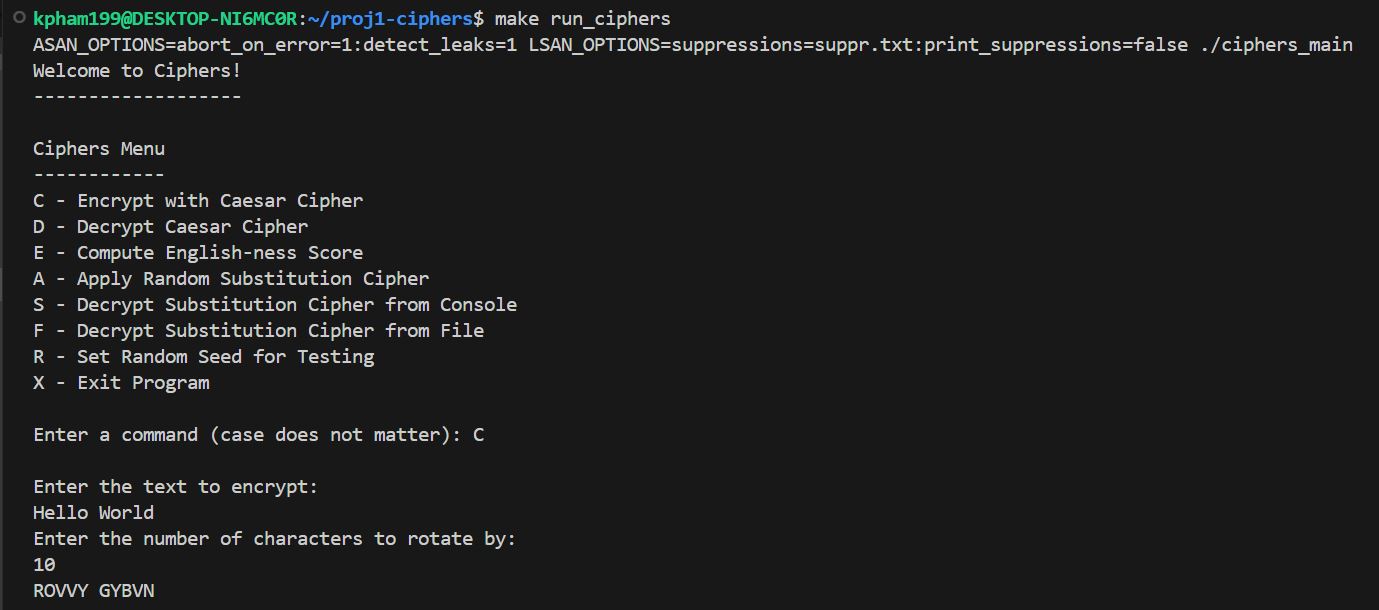 kpham199@DESKTOP-NI6MC0R:~/proj1-ciphers$ make run_ciphers
ASAN_OPTIONS=abort_on_error=1:detect_leaks=1 LSAN_OPTIONS=suppressions=suppr.txt:print_suppressions=false ./ciphers_main
Welcome to Ciphers!
-------------------
Ciphers Menu
------------
C - Encrypt with Caesar Cipher
D - Decrypt Caesar Cipher
E - Compute English-ness Score
A - Apply Random Substitution Cipher
S - Decrypt Substitution Cipher from Console
F - Decrypt Substitution Cipher from File
R - Set Random Seed for Testing
X - Exit Program
Enter a command (case does not matter): C
Enter the text to encrypt:
Hello World
Enter the number of characters to rotate by:
10
ROVVY GYBVN